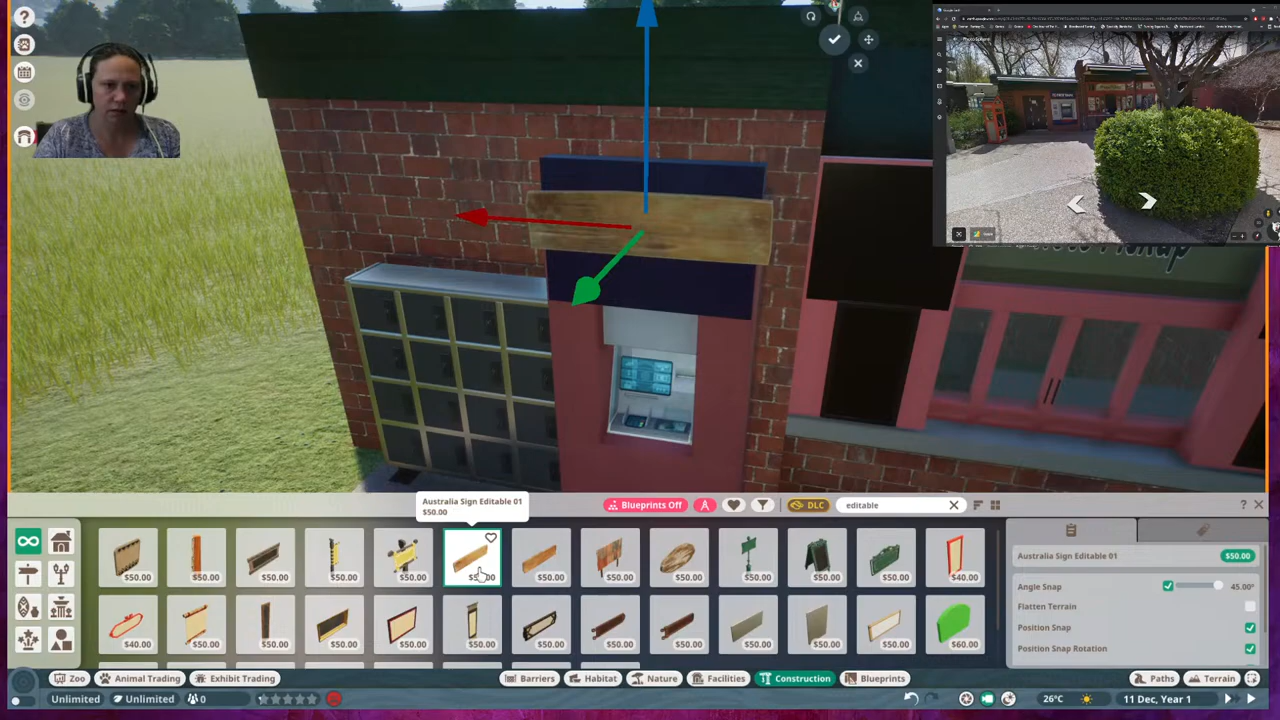 Pickup
Australia Sign Editable 01
$50.00
Blueprints Off
DLC
editable
$50.00 $50.00 $50.00 $50.00 $50.00 $50.00 $50.00 $50.00 $50.00 $50.00 $50.00 $40.00
Australia Sign Editable 01 $50.00
Angle Snap 45.00°
Flatten Terrain
Position Snap
Position Snap Rotation
$40.00 $50.00 $50.00 $50.00 $50.00 $50.00 $50.00 $50.00 $50.00 $50.00 $50.00 $50.00 $60.00
Zoo Animal Trading Exhibit Trading Barriers Habitat Nature Facilities Construction Blueprints Paths Terrain
Unlimited Unlimited 0 26°C 11 Dec, Year 1